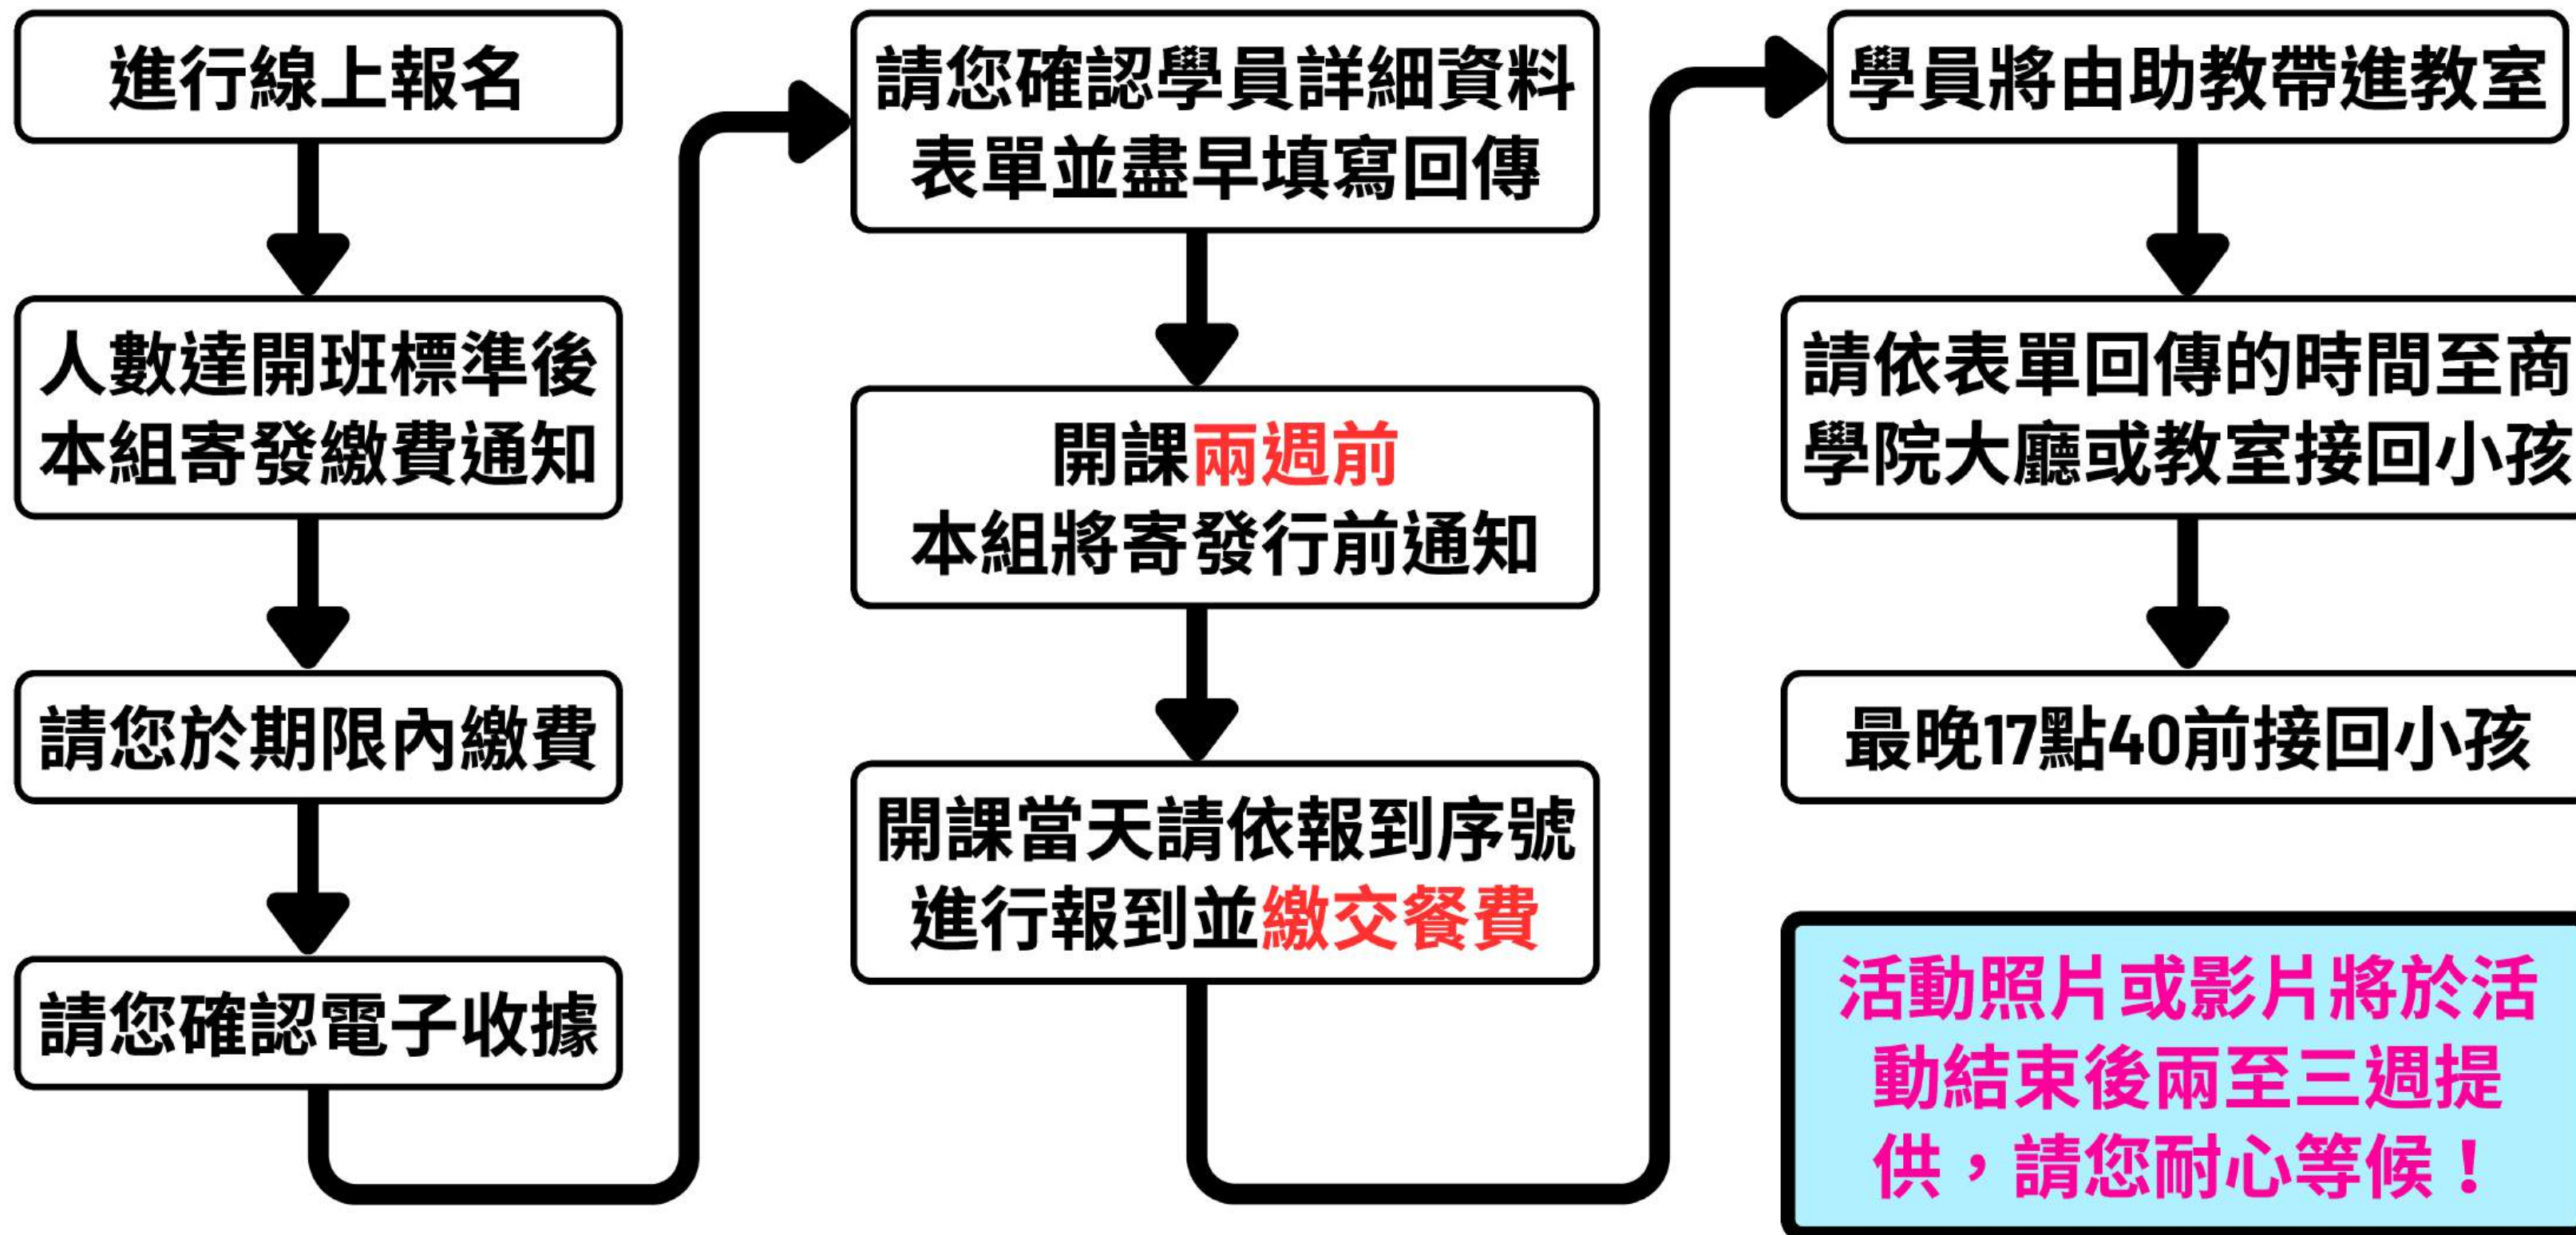 進行線上報名
人數達開班標準後
本組寄發繳費通知
請您於期限內繳費
請您確認電子收據
請您確認學員詳細資料
表單並盡早填寫回傳
開課兩週前
本組將寄發行前通知
開課當天請依報到序號
進行報到並繳交餐費
學員將由助教帶進教室
請依表單回傳的時間至商
學院大廳或教室接回小孩
最晚17點40前接回小孩
活動照片或影片將於活
動結束後兩至三週提
供，請您耐心等候！